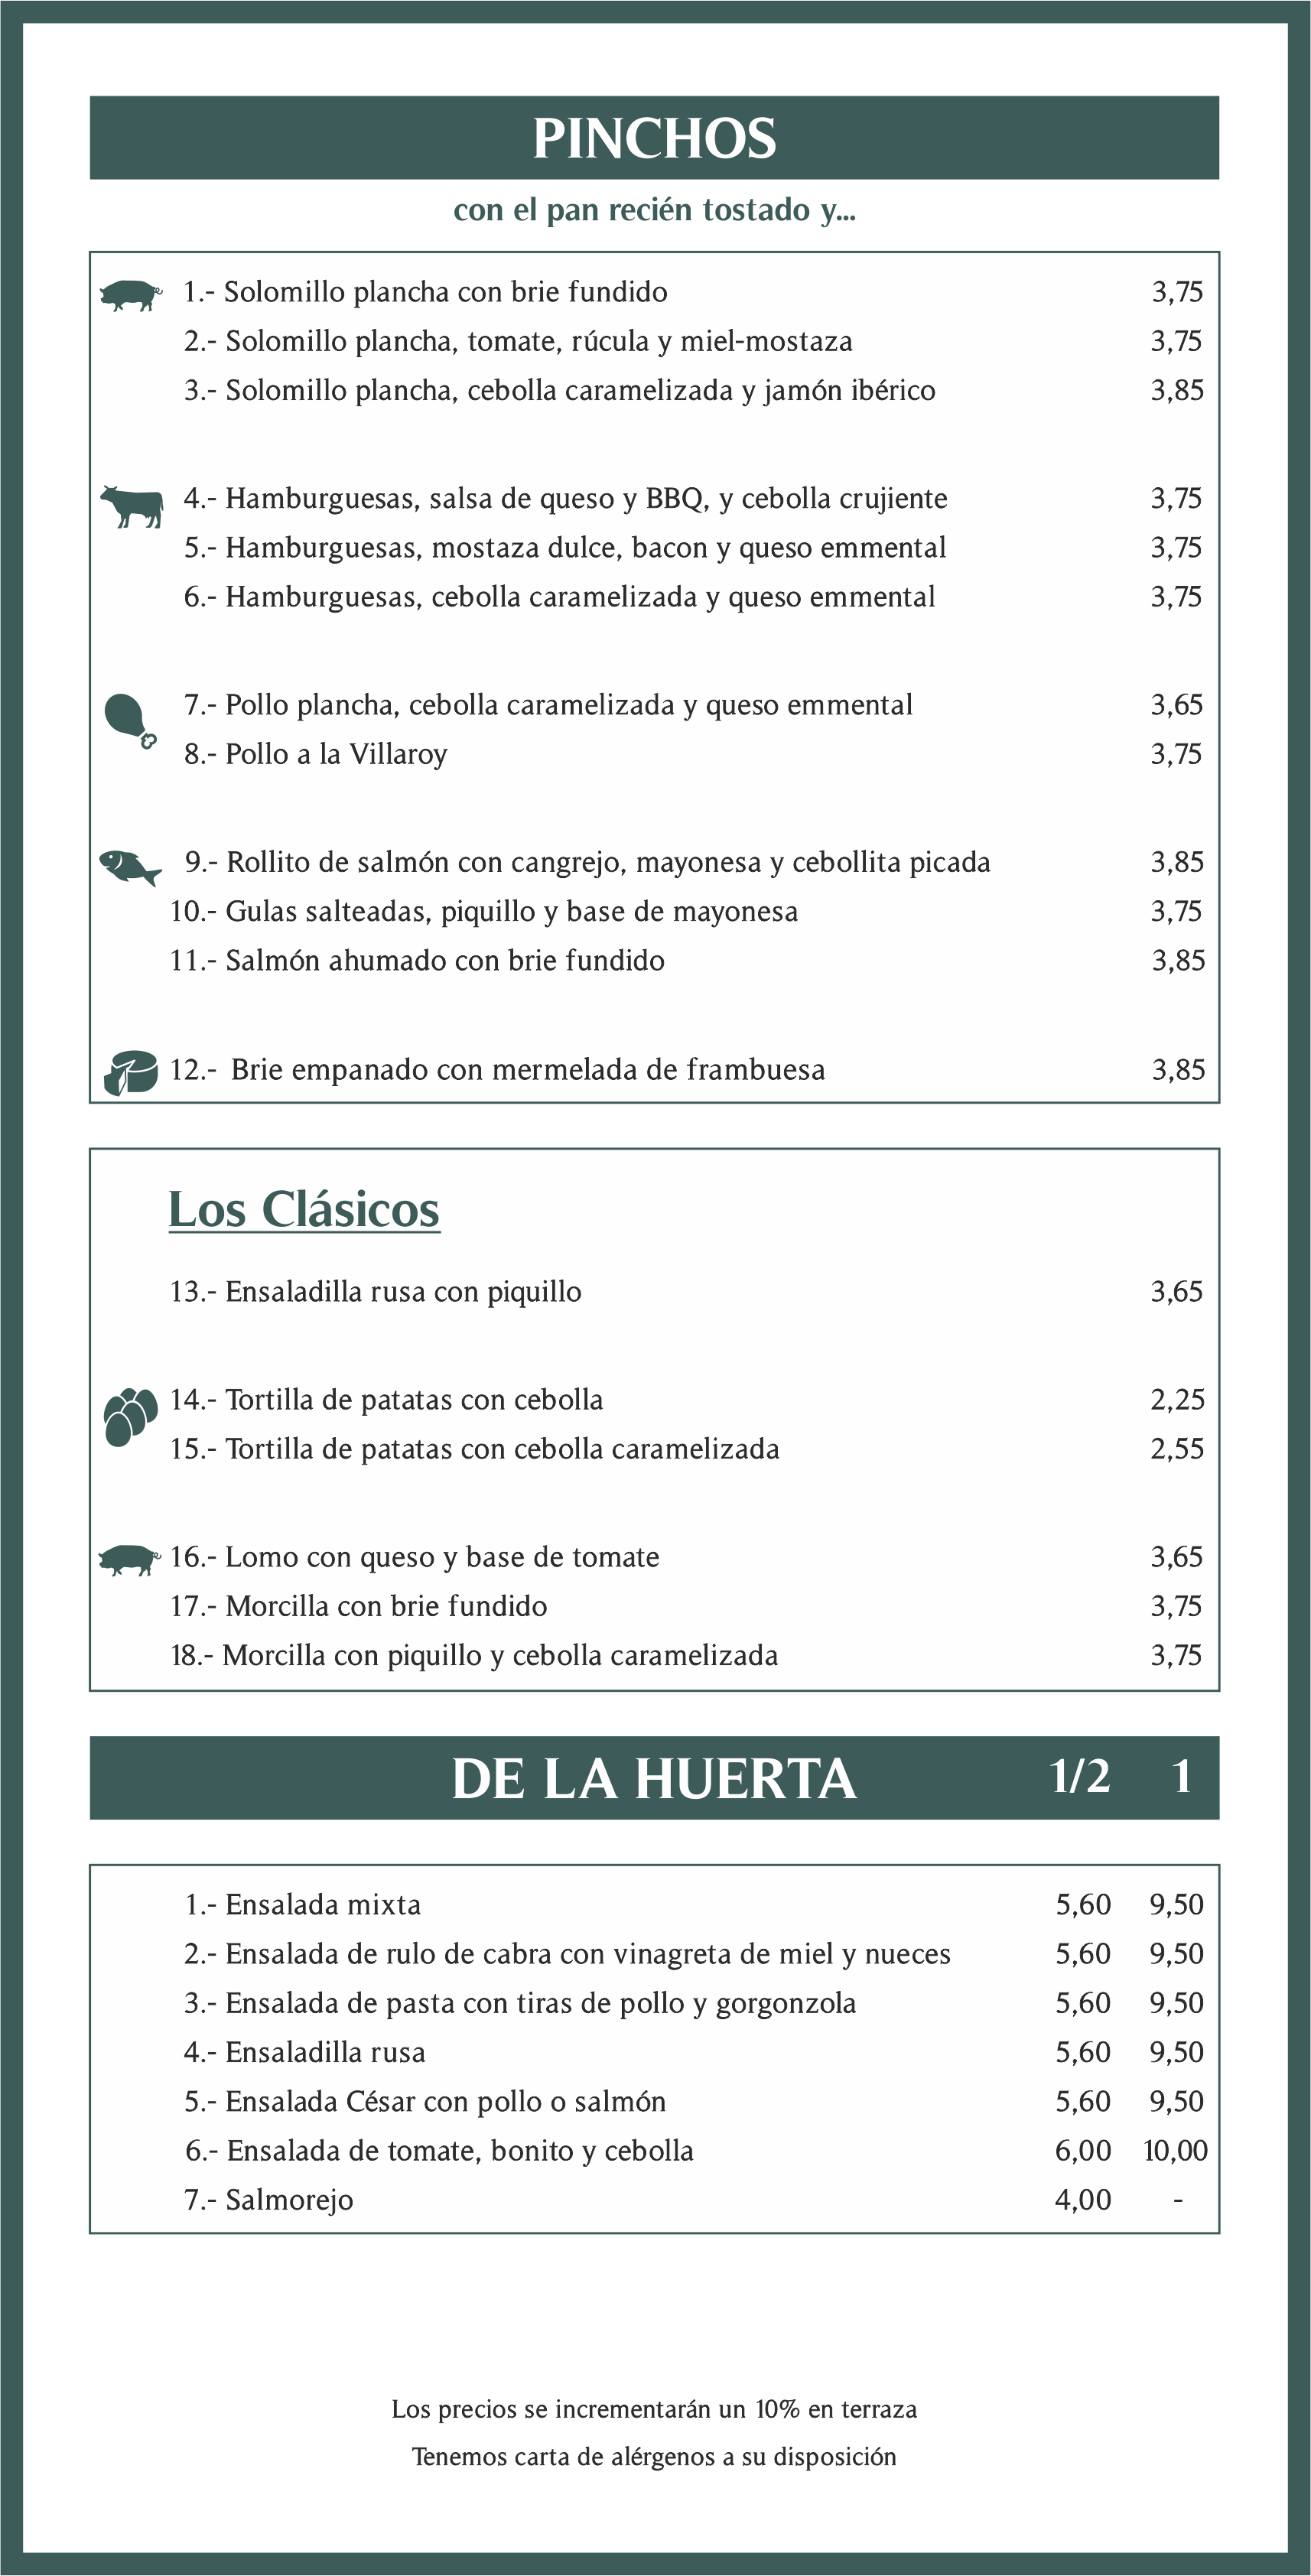 PINCHOS
con el pan recién tostado y...
1.- Solomillo plancha con brie fundido 3,75
2.- Solomillo plancha, tomate, rúcula y miel-mostaza 3,75
3.- Solomillo plancha, cebolla caramelizada y jamón ibérico 3,85
4.- Hamburguesas, salsa de queso y BBQ, y cebolla crujiente 3,75
5.- Hamburguesas, mostaza dulce, bacon y queso emmental 3,75
6.- Hamburguesas, cebolla caramelizada y queso emmental 3,75
7.- Pollo plancha, cebolla caramelizada y queso emmental 3,65
8.- Pollo a la Villaroy 3,75
9.- Rollito de salmón con cangrejo, mayonesa y cebollita picada 3,85
10.- Gulas salteadas, piquillo y base de mayonesa 3,75
11.- Salmón ahumado con brie fundido 3,85
12.- Brie empanado con mermelada de frambuesa 3,85
Los Clásicos
13.- Ensaladilla rusa con piquillo 3,65
14.- Tortilla de patatas con cebolla 2,25
15.- Tortilla de patatas con cebolla caramelizada 2,55
16.- Lomo con queso y base de tomate 3,65
17.- Morcilla con brie fundido 3,75
18.- Morcilla con piquillo y cebolla caramelizada 3,75
DE LA HUERTA 1/2 1
1.- Ensalada mixta 5,60 9,50
2.- Ensalada de rulo de cabra con vinagreta de miel y nueces 5,60 9,50
3.- Ensalada de pasta con tiras de pollo y gorgonzola 5,60 9,50
4.- Ensaladilla rusa 5,60 9,50
5.- Ensalada César con pollo o salmón 5,60 9,50
6.- Ensalada de tomate, bonito y cebolla 6,00 10,00
7.- Salmorejo 4,00 -
Los precios se incrementarán un 10% en terraza
Tenemos carta de alérgenos a su disposición